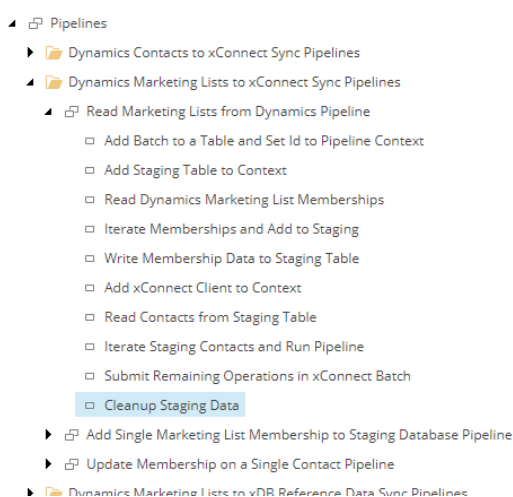 Pipelines
Dynamics Contacts to xConnect Sync Pipelines
Dynamics Marketing Lists to xConnect Sync Pipelines
Read Marketing Lists from Dynamics Pipeline
Add Batch to a Table and Set Id to Pipeline Context
Add Staging Table to Context
Read Dynamics Marketing List Memberships
Iterate Memberships and Add to Staging
Write Membership Data to Staging Table
Add xConnect Client to Context
Read Contacts from Staging Table
Iterate Staging Contacts and Run Pipeline
Submit Remaining Operations in xConnect Batch
Cleanup Staging Data
Add Single Marketing List Membership to Staging Database Pipeline
Update Membership on a Single Contact Pipeline
Dynamics Marketing Lists to xDB Reference Data Sync Pipelines